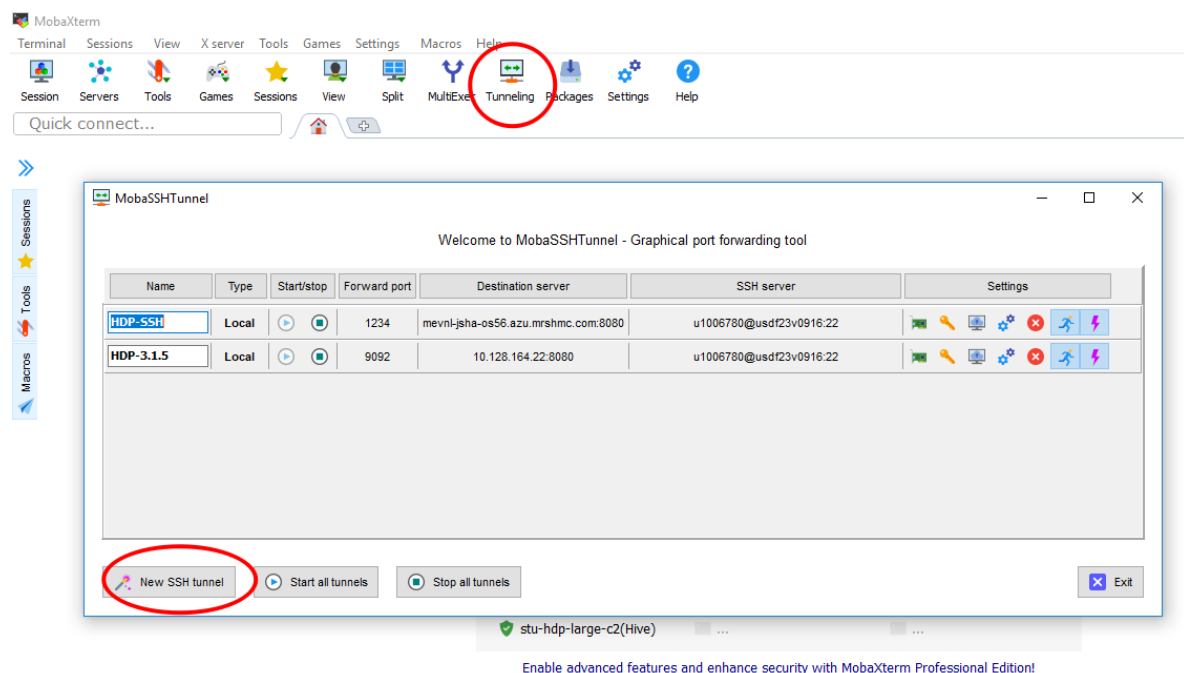 MobaXterm
Terminal Sessions View X server Tools Games Settings Macros Help
Session Servers Tools Games Sessions View Split MultiExec Tunneling Packages Settings Help
Quick connect...
Sessions
Tools
Macros
MobaSSHTunnel
Welcome to MobaSSHTunnel - Graphical port forwarding tool
Name Type Start/stop Forward port Destination server SSH server Settings
HDP-SSH Local 1234 mevnl-jsha-os56.azu.mrshmc.com:8080 u1006780@usdf23v0916:22
HDP-3.1.5 Local 9092 10.128.164.22:8080 u1006780@usdf23v0916:22
New SSH tunnel Start all tunnels Stop all tunnels Exit
stu-hdp-large-c2(Hive) ... ...
Enable advanced features and enhance security with MobaXterm Professional Edition!